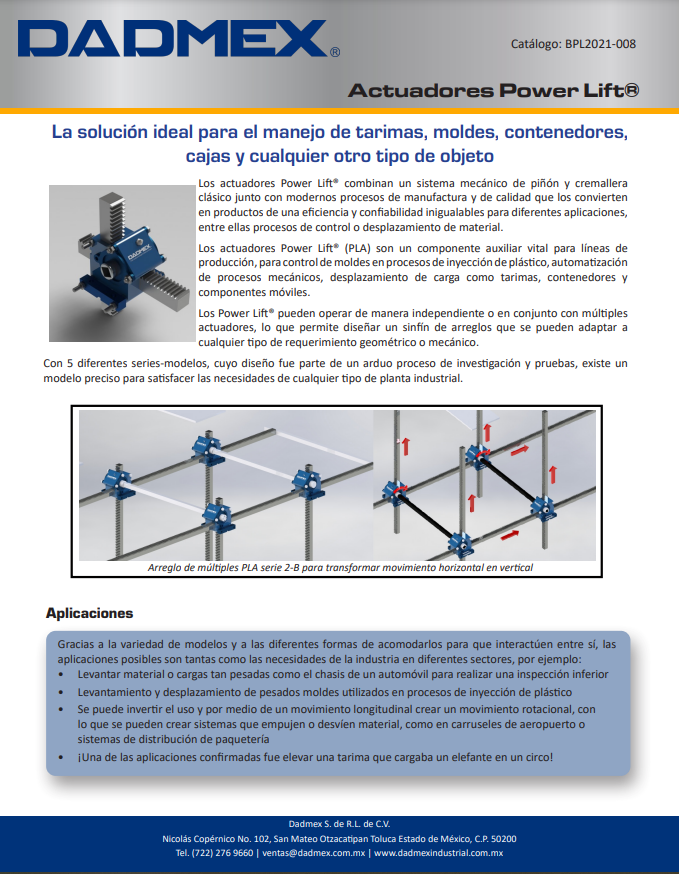 DADMEX®
Catálogo: BPL2021-008
Actuadores Power Lift®
La solución ideal para el manejo de tarimas, moldes, contenedores,
cajas y cualquier otro tipo de objeto
DADMEX
Los actuadores Power Lift® combinan un sistema mecánico de piñón y cremallera
clásico junto con modernos procesos de manufactura y de calidad que los convierten
en productos de una eficiencia y confiabilidad inigualables para diferentes aplicaciones,
entre ellas procesos de control o desplazamiento de material.
Los actuadores Power Lift® (PLA) son un componente auxiliar vital para líneas de
producción, para control de moldes en procesos de inyección de plástico, automatización
de procesos mecánicos, desplazamiento de carga como tarimas, contenedores y
componentes móviles.
Los Power Lift® pueden operar de manera independiente o en conjunto con múltiples
actuadores, lo que permite diseñar un sinfín de arreglos que se pueden adaptar a
cualquier tipo de requerimiento geométrico o mecánico.
Con 5 diferentes series-modelos, cuyo diseño fue parte de un arduo proceso de investigación y pruebas, existe un
modelo preciso para satisfacer las necesidades de cualquier tipo de planta industrial.
Arreglo de múltiples PLA serie 2-B para transformar movimiento horizontal en vertical
Aplicaciones
Gracias a la variedad de modelos y a las diferentes formas de acomodarlos para que interactúen entre sí, las
aplicaciones posibles son tantas como las necesidades de la industria en diferentes sectores, por ejemplo:
• Levantar material o cargas tan pesadas como el chasis de un automóvil para realizar una inspección inferior
• Levantamiento y desplazamiento de pesados moldes utilizados en procesos de inyección de plástico
• Se puede invertir el uso y por medio de un movimiento longitudinal crear un movimiento rotacional, con
lo que se pueden crear sistemas que empujen o desvíen material, como en carruseles de aeropuerto o
sistemas de distribución de paquetería
• ¡Una de las aplicaciones confirmadas fue elevar una tarima que cargaba un elefante en un circo!
Dadmex S. de R.L. de C.V.
Nicolás Copérnico No. 102, San Mateo Otzacatipan Toluca Estado de México, C.P. 50200
Tel. (722) 276 9660 | ventas@dadmex.com.mx | www.dadmexindustrial.com.mx